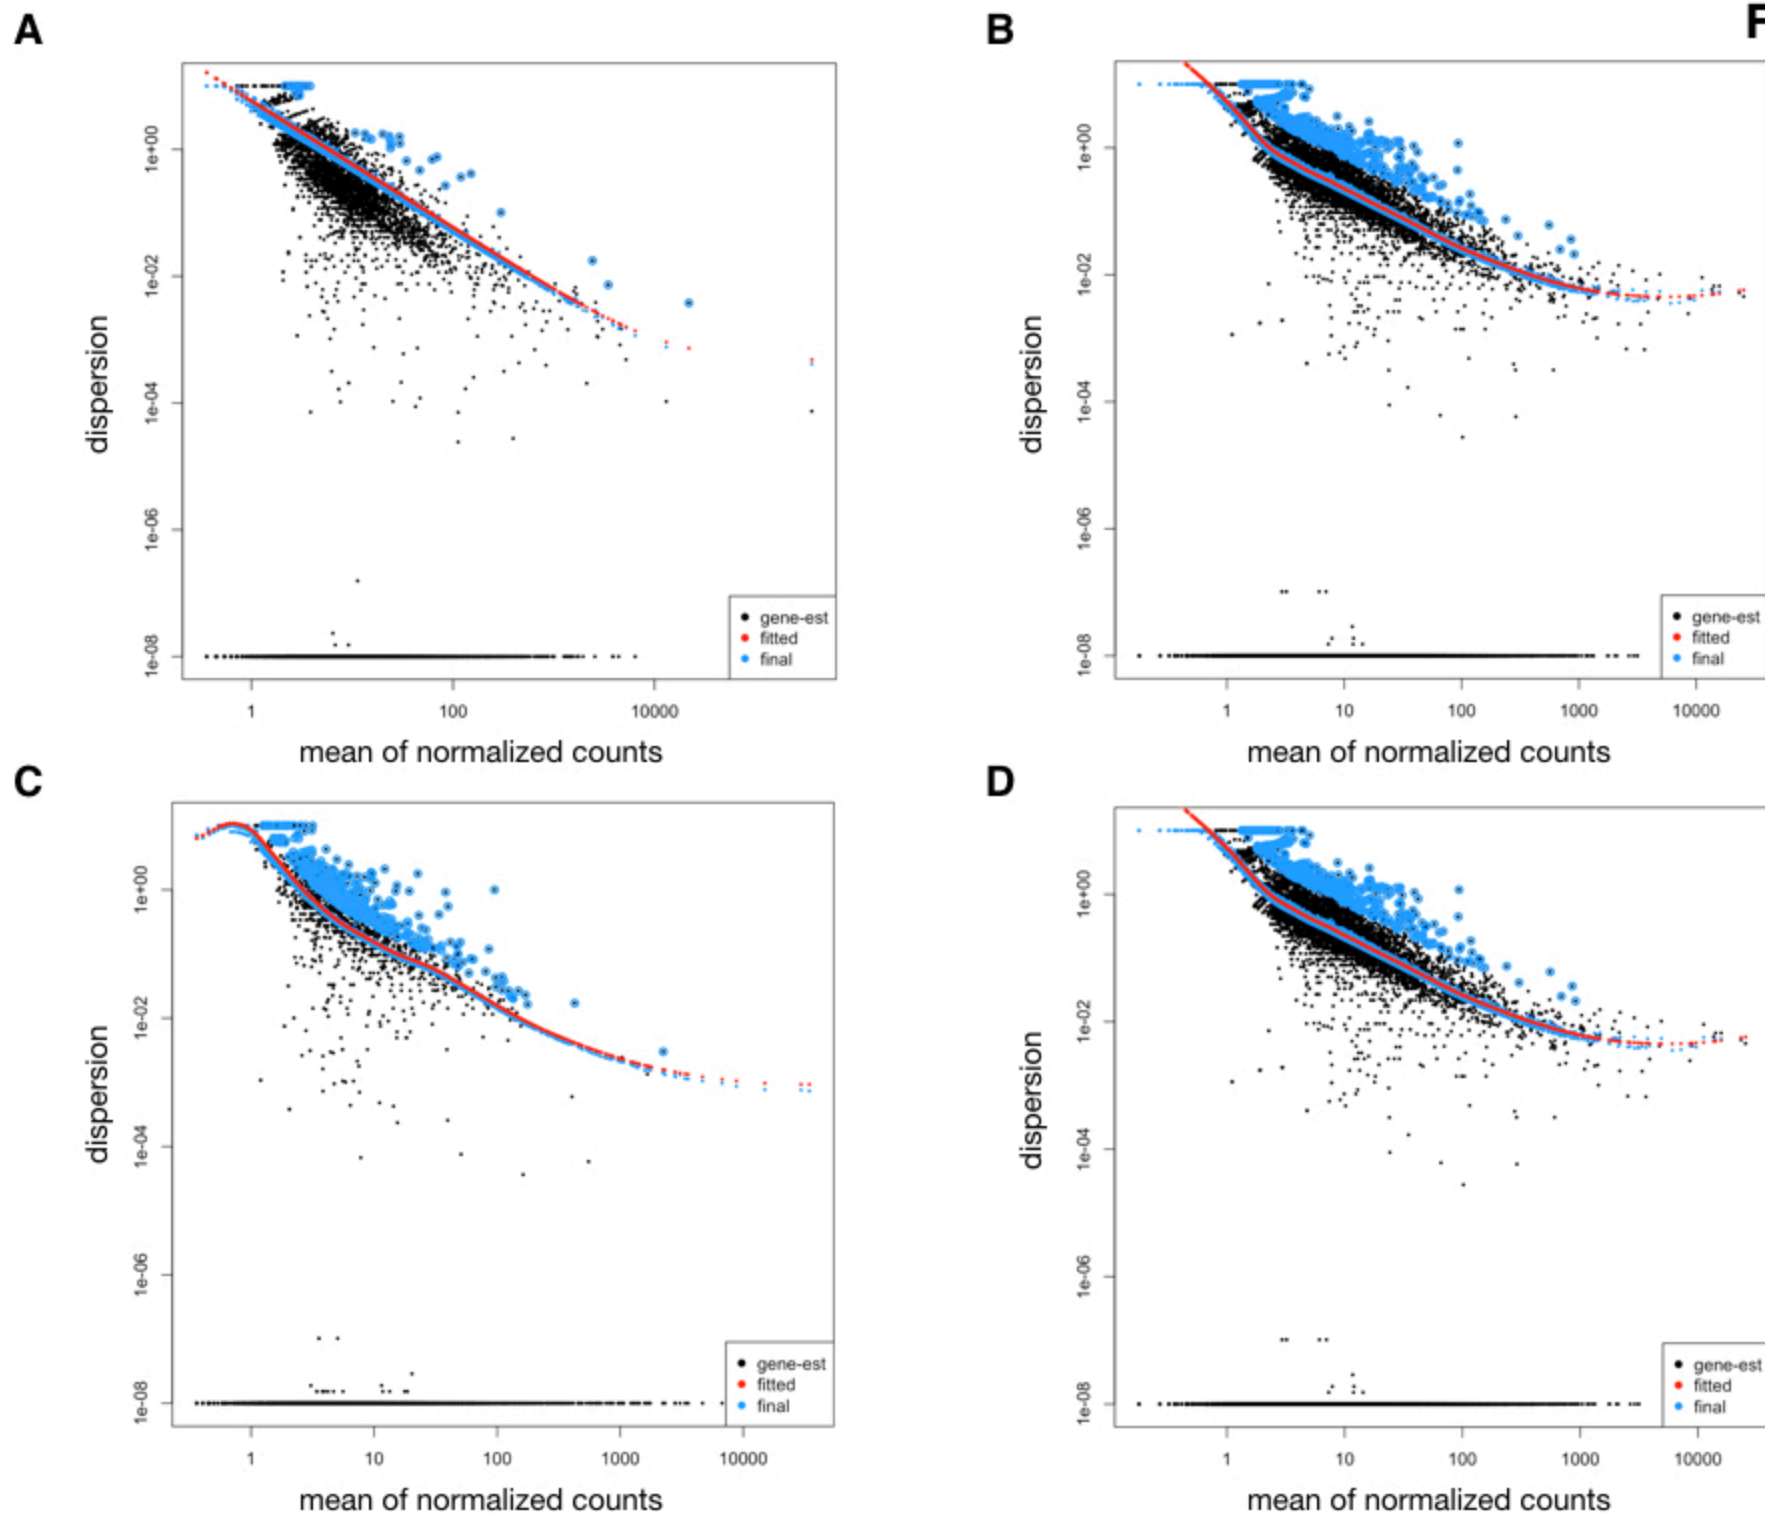 A
B
F
dispersion
1e+00
1e-02
1e-04
1e-06
1e-08
gene-est
fitted
final
1
100
10000
mean of normalized counts
dispersion
1e+00
1e-02
1e-04
1e-06
1e-08
gene-est
fitted
final
1
10
100
1000
10000
mean of normalized counts
C
D
dispersion
1e+00
1e-02
1e-04
1e-06
1e-08
gene-est
fitted
final
1
10
100
1000
10000
mean of normalized counts
dispersion
1e+00
1e-02
1e-04
1e-06
1e-08
gene-est
fitted
final
1
10
100
1000
10000
mean of normalized counts